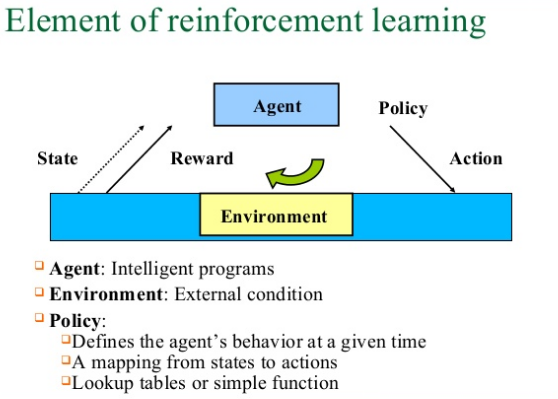 Element of reinforcement learning
Agent
Policy
State
Reward
Action
Environment
Agent: Intelligent programs
Environment: External condition
Policy:
Defines the agent's behavior at a given time
A mapping from states to actions
Lookup tables or simple function